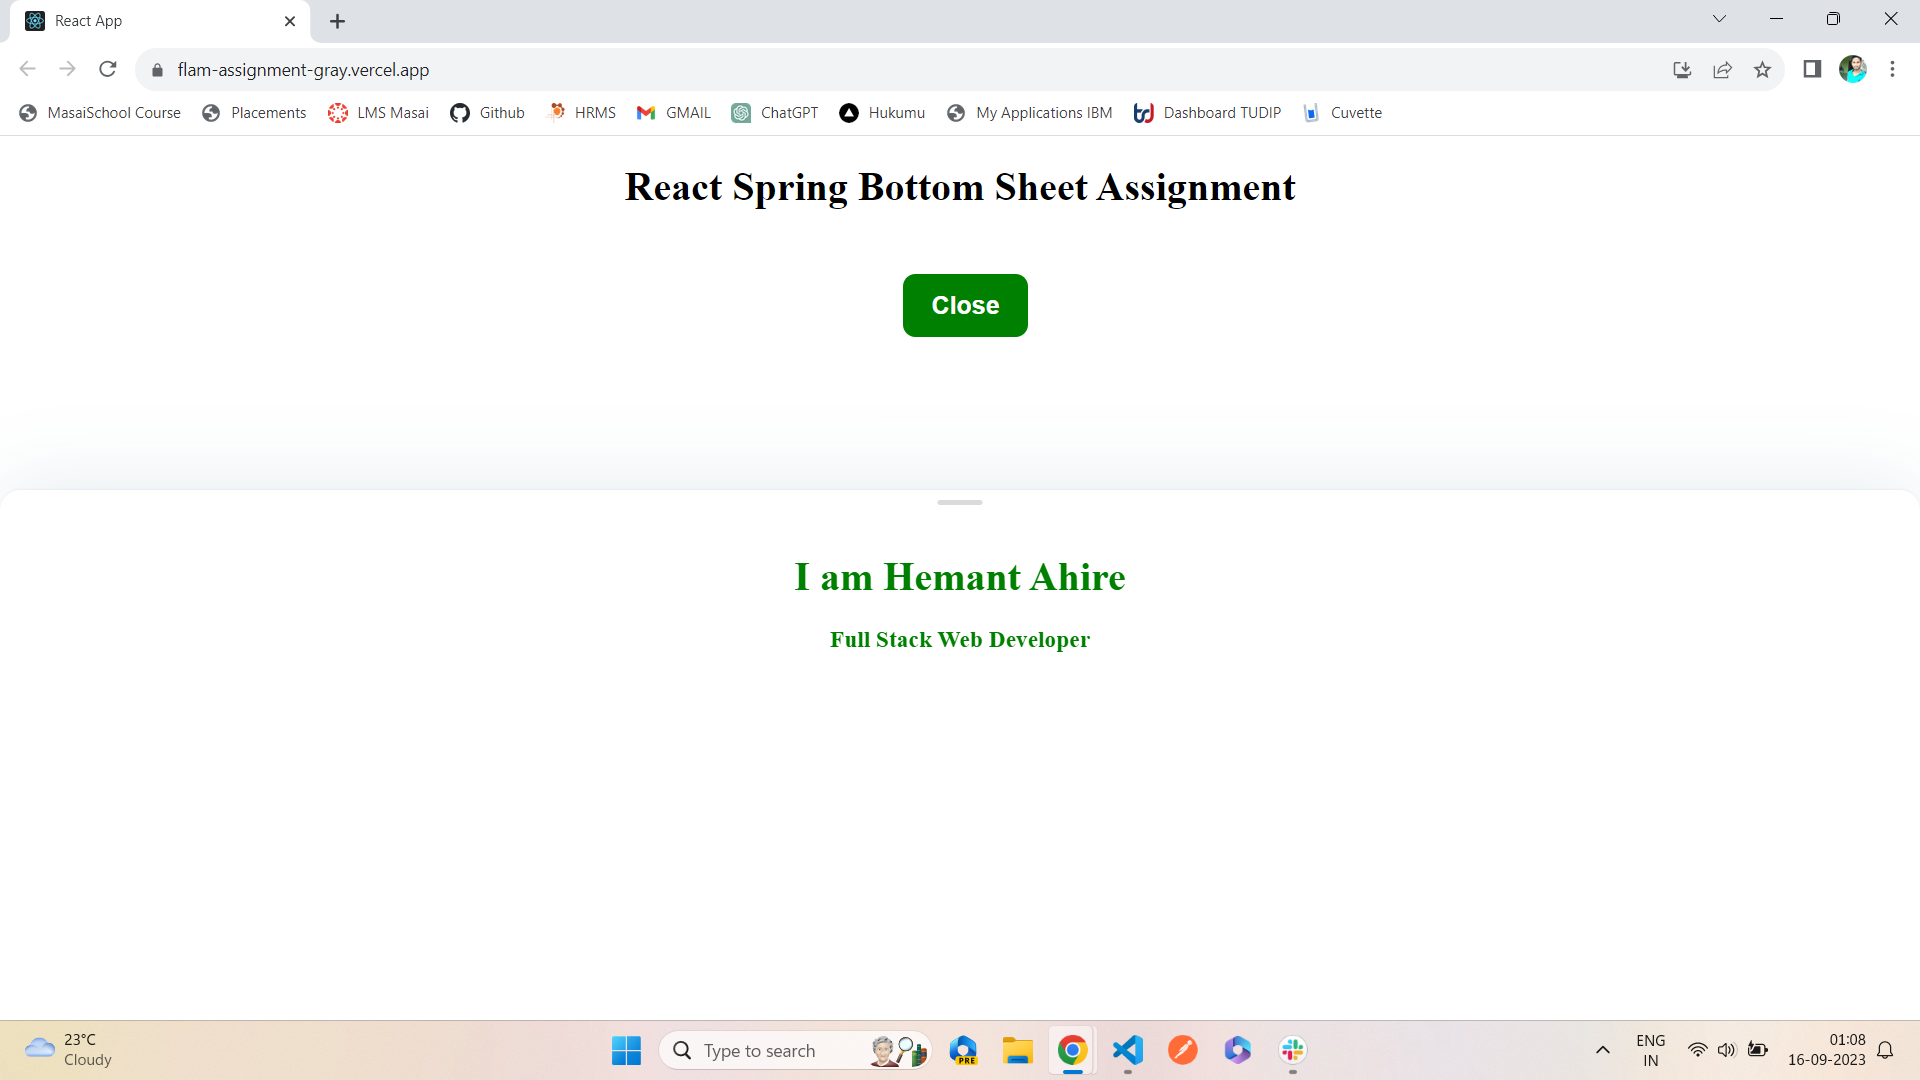 React App
flam-assignment-gray.vercel.app
MasaiSchool Course Placements LMS Masai Github HRMS GMAIL ChatGPT Hukumu My Applications IBM Dashboard TUDIP Cuvette
React Spring Bottom Sheet Assignment
Close
I am Hemant Ahire
Full Stack Web Developer
23°C
Cloudy
Type to search
PRE
ENG
IN
01:08
16-09-2023